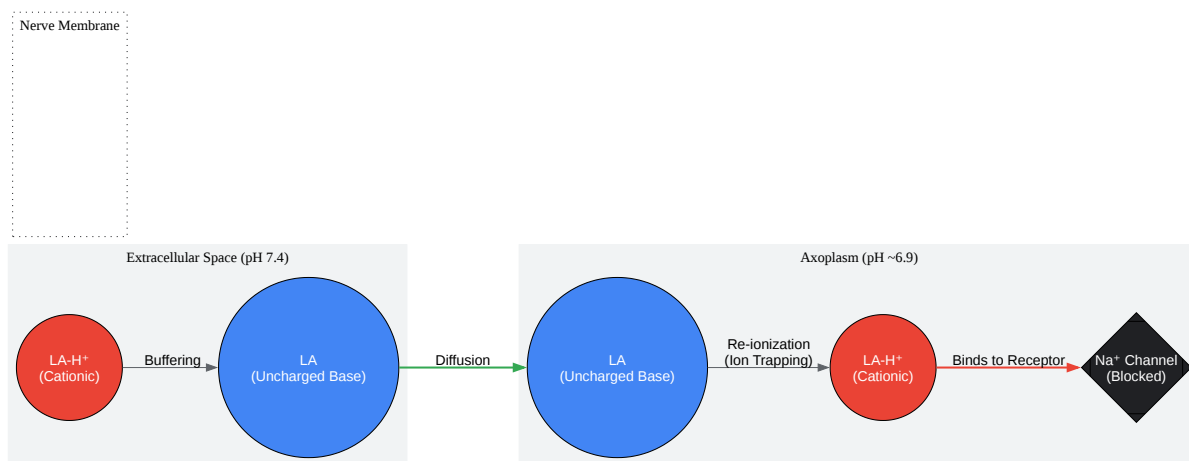 Nerve Membrane
Extracellular Space (pH 7.4)
Axoplasm (pH ~6.9)
LA-H⁺
(Cationic)
Buffering
LA
(Uncharged Base)
Diffusion
LA
(Uncharged Base)
Re-ionization
(Ion Trapping)
LA-H⁺
(Cationic)
Binds to Receptor
Na⁺ Channel
(Blocked)